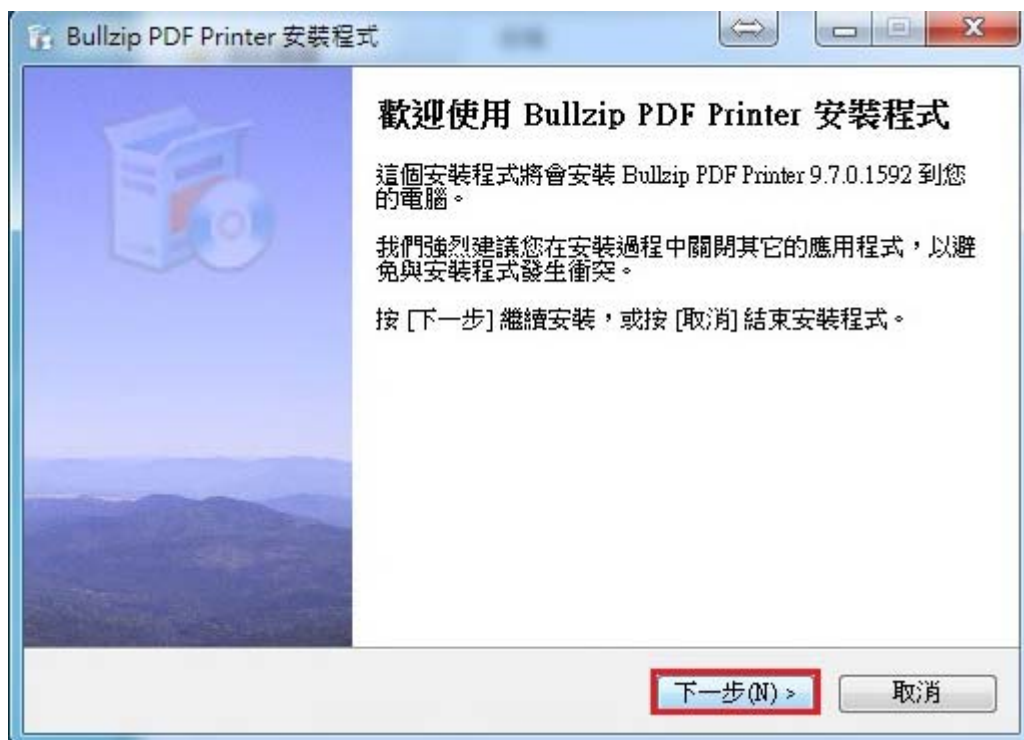 Bullzip PDF Printer 安裝程式
歡迎使用 Bullzip PDF Printer 安裝程式
這個安裝程式將會安裝 Bullzip PDF Printer 9.7.0.1592 到您
的電腦。
我們強烈建議您在安裝過程中關閉其它的應用程式，以避
免與安裝程式發生衝突。
按 [下一步] 繼續安裝，或按 [取消] 結束安裝程式。
下一步(N) >
取消